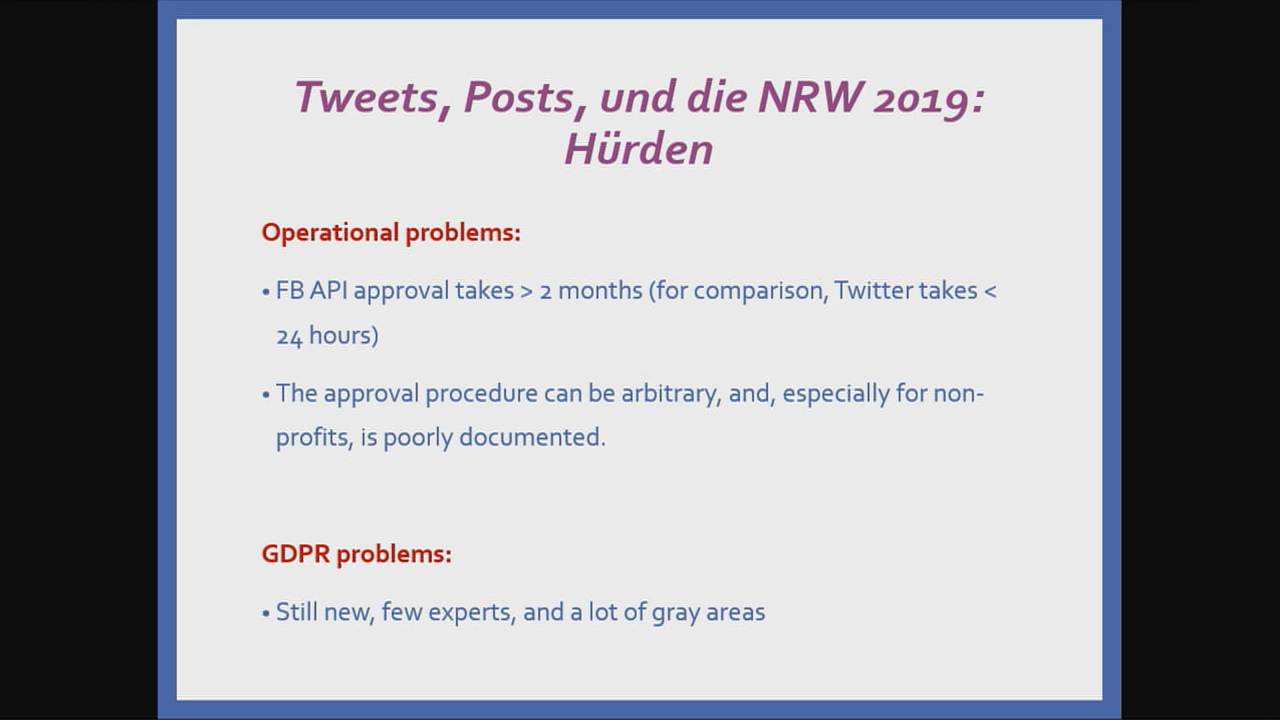 Tweets, Posts, und die NRW 2019:
Hürden
Operational problems:
• FB API approval takes > 2 months (for comparison, Twitter takes <
24 hours)
• The approval procedure can be arbitrary, and, especially for non-
profits, is poorly documented.
GDPR problems:
• Still new, few experts, and a lot of gray areas